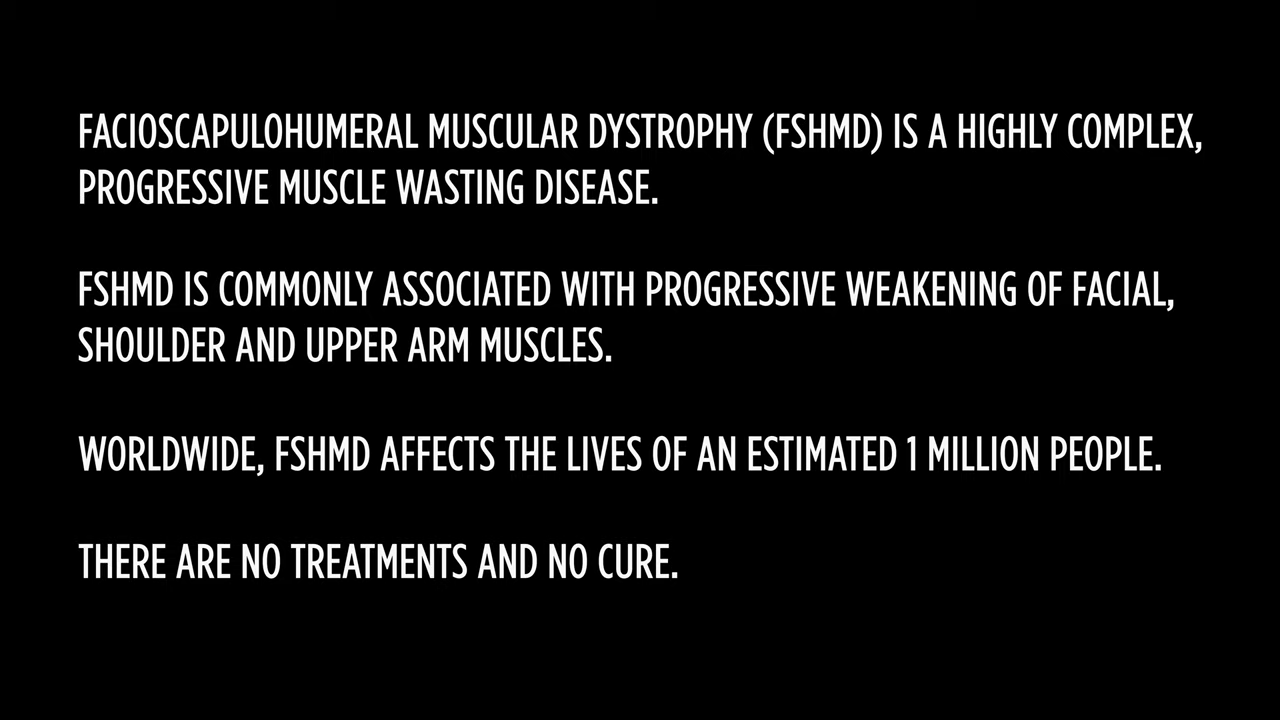 FACIOSCAPULOHUMERAL MUSCULAR DYSTROPHY (FSHMD) IS A HIGHLY COMPLEX,
PROGRESSIVE MUSCLE WASTING DISEASE.
FSHMD IS COMMONLY ASSOCIATED WITH PROGRESSIVE WEAKENING OF FACIAL,
SHOULDER AND UPPER ARM MUSCLES.
WORLDWIDE, FSHMD AFFECTS THE LIVES OF AN ESTIMATED 1 MILLION PEOPLE.
THERE ARE NO TREATMENTS AND NO CURE.